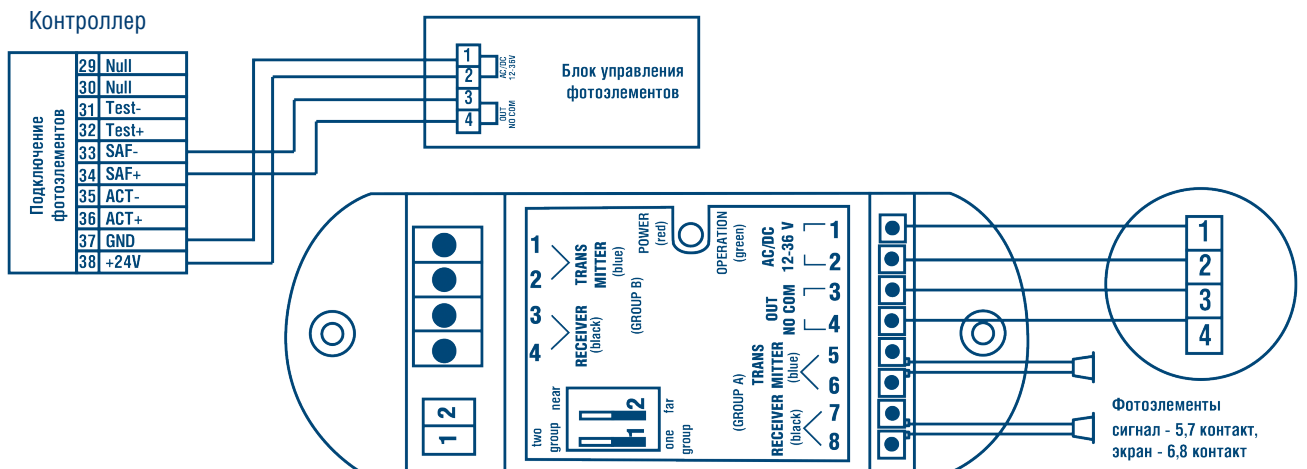 Контроллер
Подключение
фотоэлементов
29 Null
30 Null
31 Test-
32 Test+
33 SAF-
34 SAF+
35 ACT-
36 ACT+
37 GND
38 +24V
1
2
3
4
AC/DC
12-36V
OUT
NO COM
Блок управления
фотоэлементов
1
2
TRANS
MITTER
(blue)
3
4
RECEIVER
(black)
(GROUP B)
POWER
(red)
OPERATION
(green)
AC/DC
12-36 V
1
2
OUT
NO COM
3
4
(GROUP A)
TRANS
MITTER
(blue)
5
6
RECEIVER
(black)
7
8
two
group
near
2
1
far
one
group
2
1
1
2
3
4
Фотоэлементы
сигнал - 5,7 контакт,
экран - 6,8 контакт